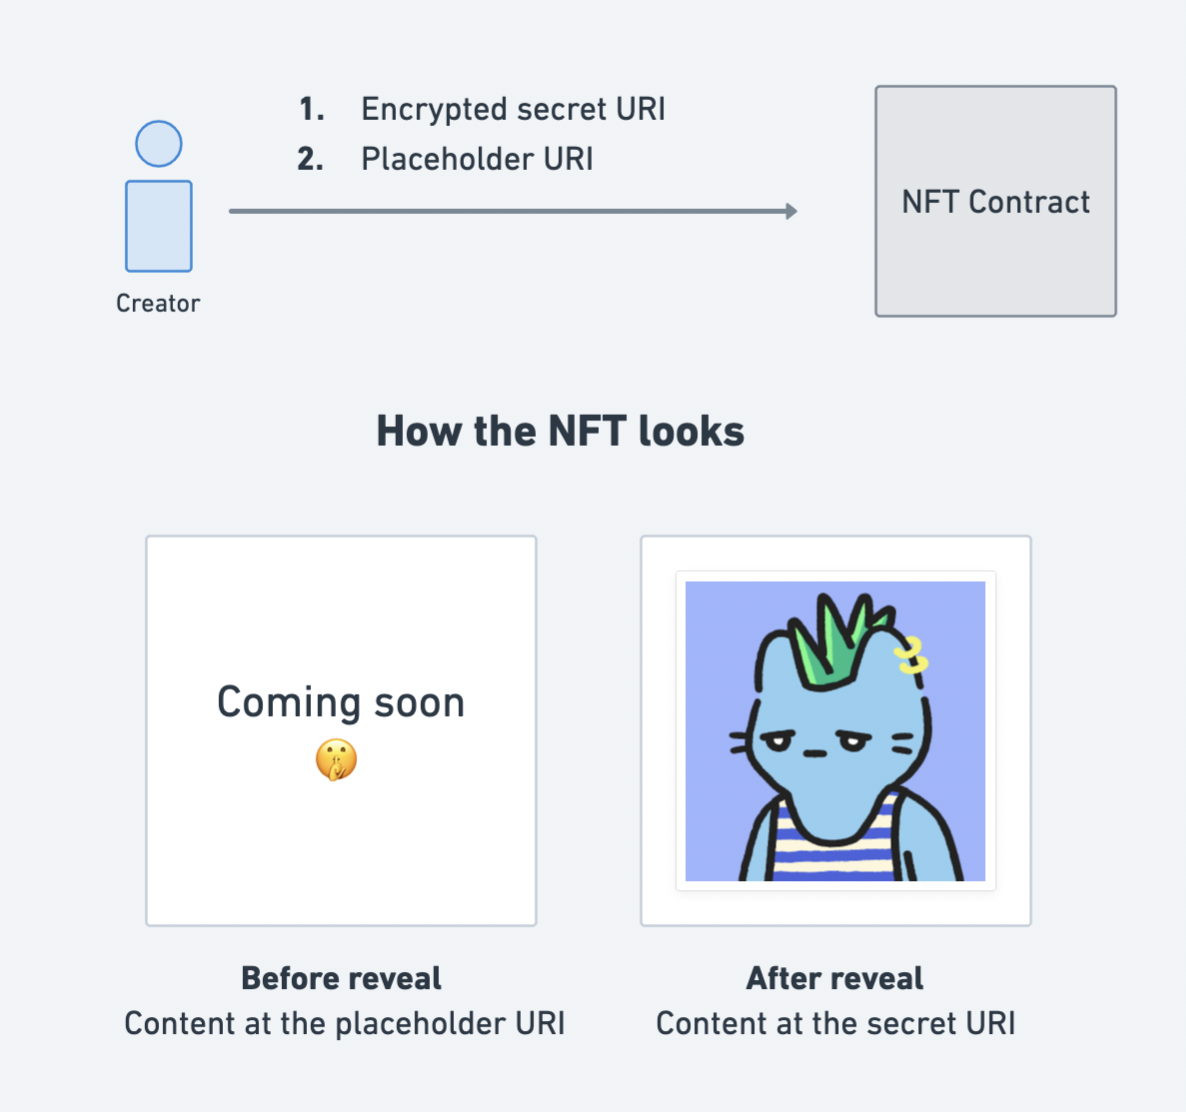 1. Encrypted secret URI
2. Placeholder URI
NFT Contract
Creator
How the NFT looks
Coming soon
Before reveal
Content at the placeholder URI
After reveal
Content at the secret URI